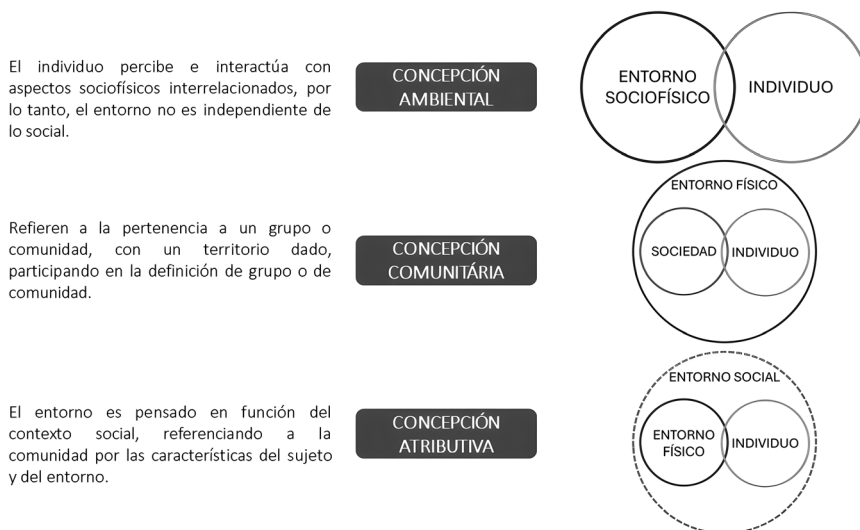 El individuo percibe e interactúa con
aspectos sociofísicos interrelacionados, por
lo tanto, el entorno no es independiente de
lo social.
CONCEPCIÓN
AMBIENTAL
ENTORNO
SOCIOFÍSICO
INDIVIDUO
Refieren a la pertenencia a un grupo o
comunidad, con un territorio dado,
participando en la definición de grupo o de
comunidad.
CONCEPCIÓN
COMUNITÁRIA
ENTORNO FÍSICO
SOCIEDAD
INDIVIDUO
El entorno es pensado en función del
contexto social, referenciando a la
comunidad por las características del sujeto
y del entorno.
CONCEPCIÓN
ATRIBUTIVA
ENTORNO SOCIAL
ENTORNO
FÍSICO
INDIVIDUO